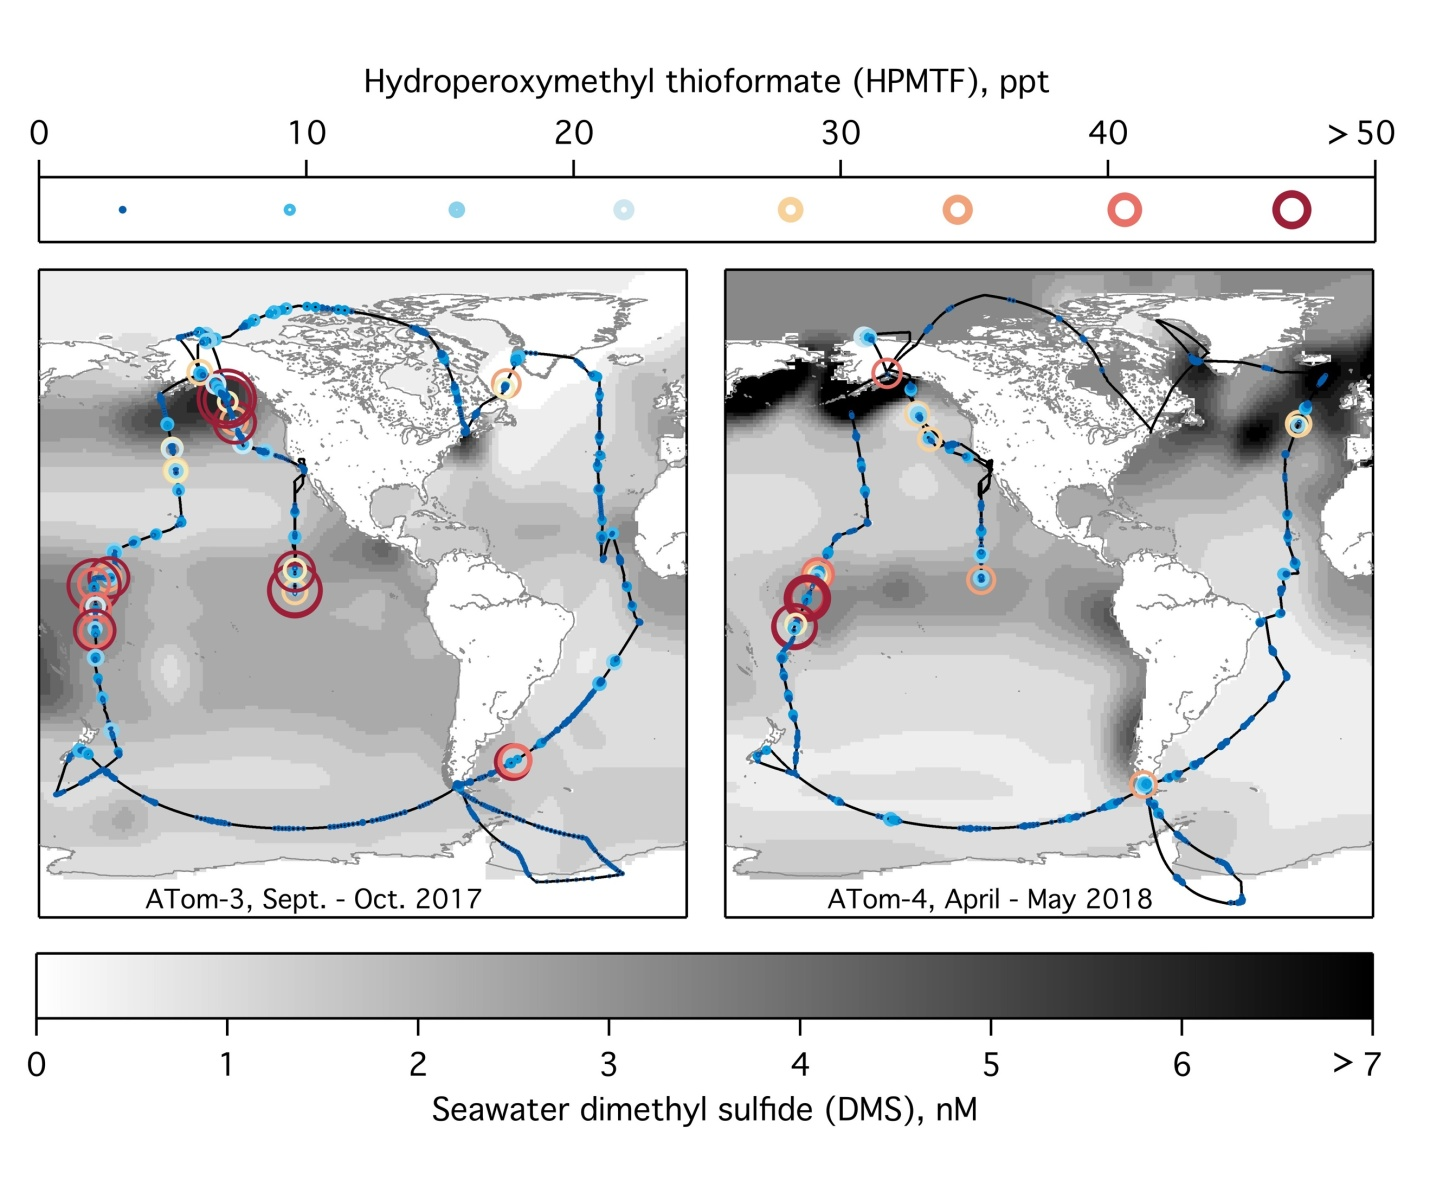 Hydroperoxymethyl thioformate (HPMTF), ppt
0 10 20 30 40 > 50
ATom-3, Sept. - Oct. 2017
ATom-4, April - May 2018
0 1 2 3 4 5 6 > 7
Seawater dimethyl sulfide (DMS), nM